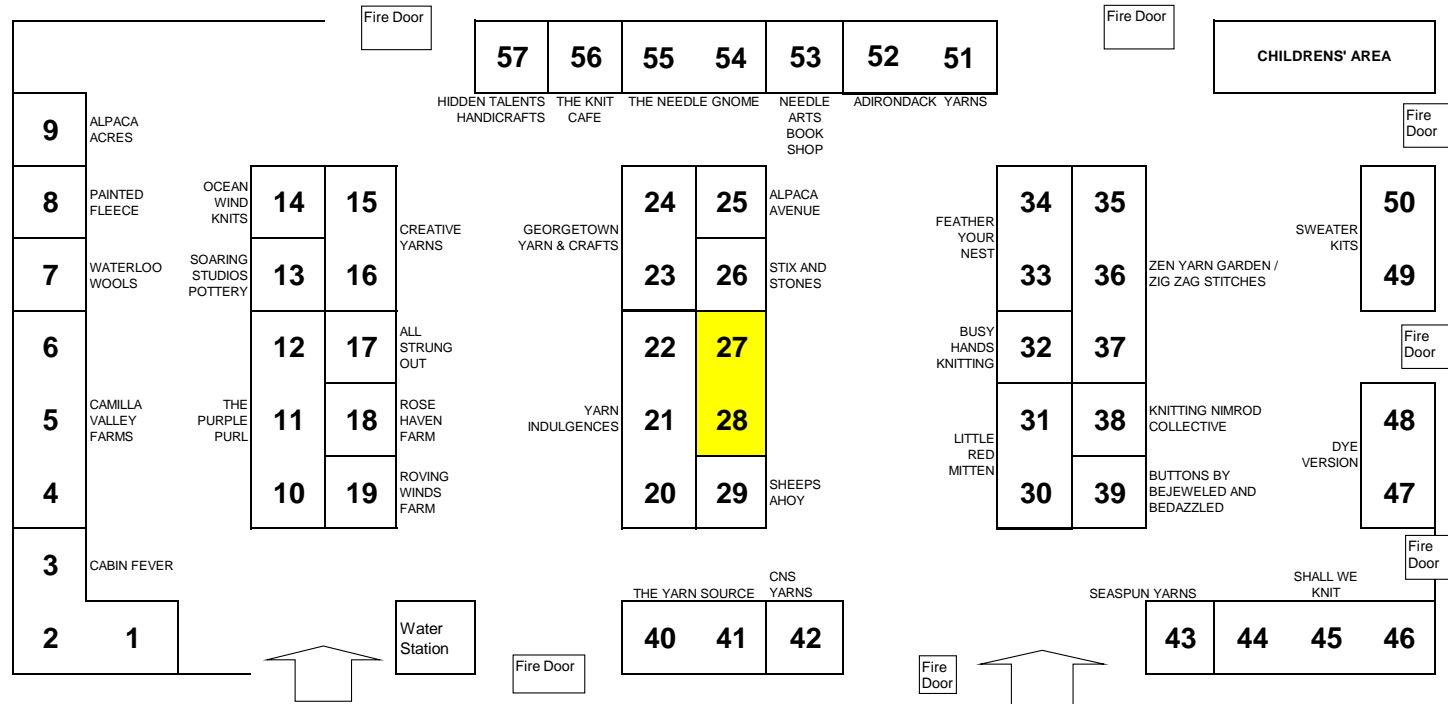 Fire Door
Fire Door
57 56 55 54 53 52 51
CHILDRENS' AREA
HIDDEN TALENTS
HANDICRAFTS
THE KNIT
CAFE
THE NEEDLE GNOME
NEEDLE
ARTS
BOOK
SHOP
ADIRONDACK YARNS
Fire
Door
9
ALPACA
ACRES
8
PAINTED
FLEECE
OCEAN
WIND
KNITS
14 15
CREATIVE
YARNS
GEORGETOWN
YARN & CRAFTS
24 25
ALPACA
AVENUE
FEATHER
YOUR
NEST
34 35
SWEATER
KITS
50
7
WATERLOO
WOOLS
SOARING
STUDIOS
POTTERY
13 16
23 26
STIX AND
STONES
33 36
ZEN YARN GARDEN /
ZIG ZAG STITCHES
49
6
12 17
ALL
STRUNG
OUT
22 27
BUSY
HANDS
KNITTING
32 37
Fire
Door
5
CAMILLA
VALLEY
FARMS
THE
PURPLE
PURL
11 18
ROSE
HAVEN
FARM
YARN
INDULGENCES
21 28
LITTLE
RED
MITTEN
31 38
KNITTING NIMROD
COLLECTIVE
DYE
VERSION
48
4
10 19
ROVING
WINDS
FARM
20 29
SHEEPS
AHOY
30 39
BUTTONS BY
BEJEWELED AND
BEDAZZLED
47
3
CABIN FEVER
Fire
Door
2 1
Water
Station
Fire Door
THE YARN SOURCE
CNS
YARNS
40 41 42
Fire
Door
SEASPUN YARNS
SHALL WE
KNIT
43 44 45 46